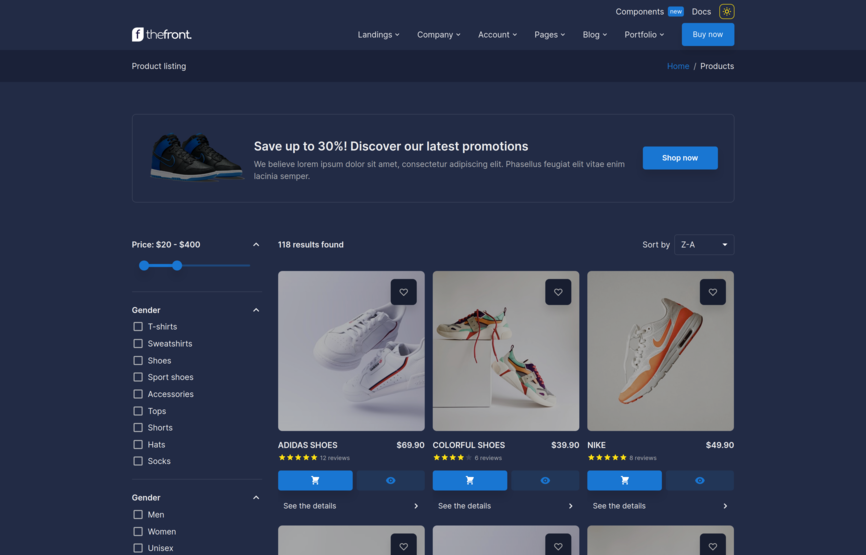 Components new Docs
thefront.
Landings Company Account Pages Blog Portfolio Buy now
Product listing
Home / Products
Save up to 30%! Discover our latest promotions
We believe lorem ipsum dolor sit amet, consectetur adipiscing elit. Phasellus feugiat elit vitae enim
lacinia semper.
Shop now
Price: $20 - $400
Gender
T-shirts
Sweatshirts
Shoes
Sport shoes
Accessories
Tops
Shorts
Hats
Socks
Gender
Men
Women
Unisex
118 results found
Sort by Z-A
ADIDAS SHOES $69.90
12 reviews
See the details
COLORFUL SHOES $39.90
8 reviews
See the details
NIKE $49.90
6 reviews
See the details